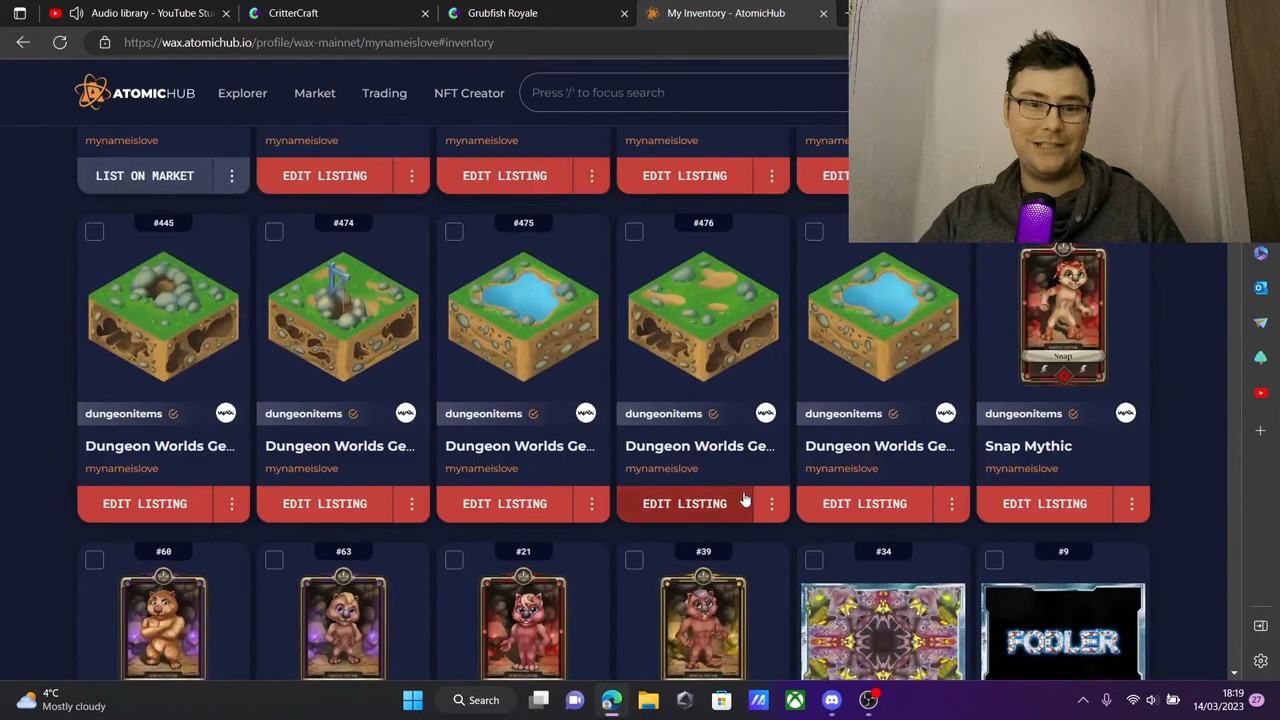 Audio library - YouTube Stu
CritterCraft
Grubfish Royale
My Inventory - AtomicHub
https://wax.atomichub.io/profile/wax-mainnet/mynameislove#inventory
ATOMICHUB
Explorer
Market
Trading
NFT Creator
Press '/' to focus search
mynameislove
mynameislove
mynameislove
mynameislove
mynameislove
LIST ON MARKET
EDIT LISTING
EDIT LISTING
EDIT LISTING
EDIT
#445
#474
#475
#476
Snap
dungeonitems
dungeonitems
dungeonitems
dungeonitems
dungeonitems
dungeonitems
Dungeon Worlds Ge...
Dungeon Worlds Ge...
Dungeon Worlds Ge...
Dungeon Worlds Ge...
Dungeon Worlds Ge...
Snap Mythic
mynameislove
mynameislove
mynameislove
mynameislove
mynameislove
mynameislove
EDIT LISTING
EDIT LISTING
EDIT LISTING
EDIT LISTING
EDIT LISTING
EDIT LISTING
#60
#63
#21
#39
#34
#9
FODLER
4°C
Mostly cloudy
Search
18:19
14/03/2023
27